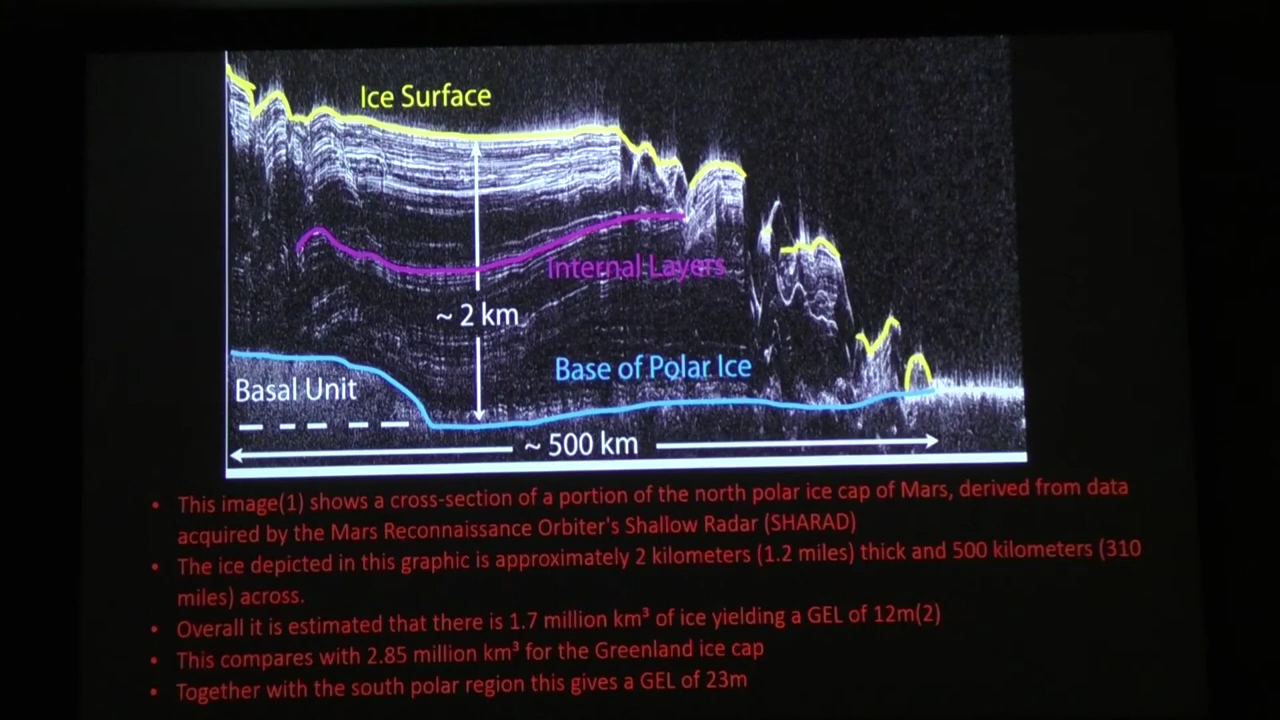 Ice Surface
Internal Layers
~ 2 km
Base of Polar Ice
Basal Unit
~ 500 km
• This image(1) shows a cross-section of a portion of the north polar ice cap of Mars, derived from data
acquired by the Mars Reconnaissance Orbiter's Shallow Radar (SHARAD)
• The ice depicted in this graphic is approximately 2 kilometers (1.2 miles) thick and 500 kilometers (310
miles) across.
• Overall it is estimated that there is 1.7 million km³ of ice yielding a GEL of 12m(2)
• This compares with 2.85 million km³ for the Greenland ice cap
• Together with the south polar region this gives a GEL of 23m